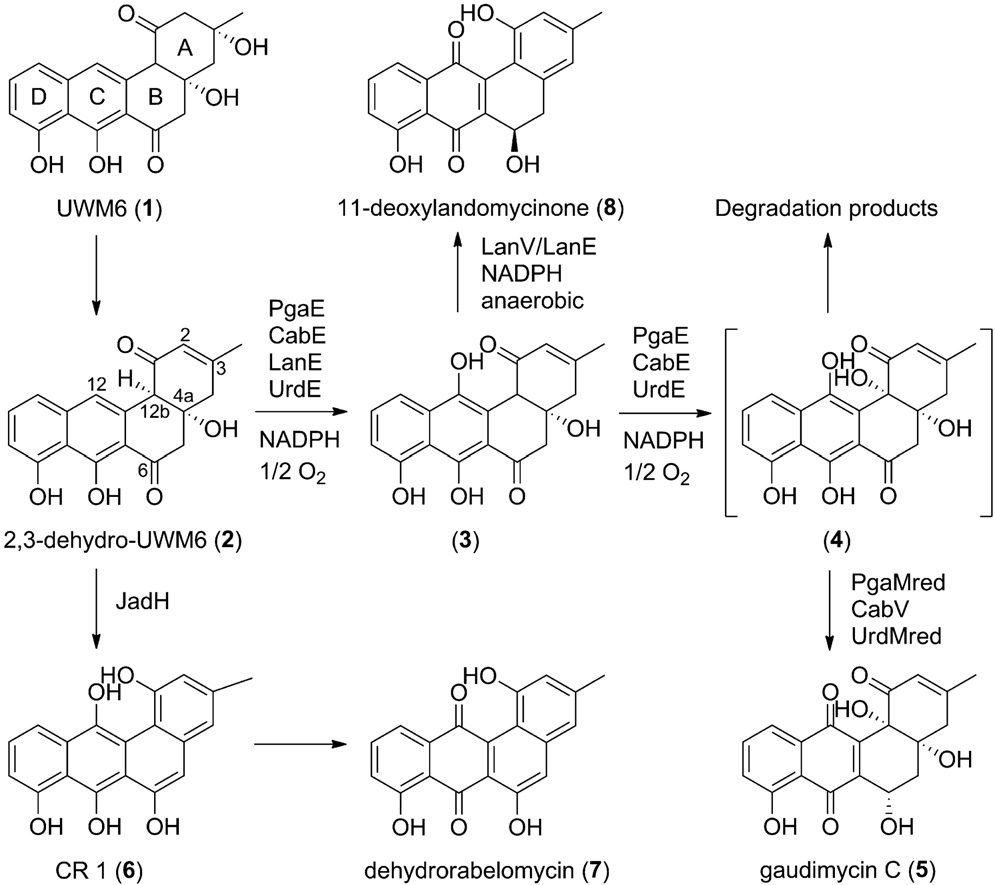 O
OH
A
D
C
B
OH
OH
OH
O
UWM6 (1)
HO
O
OH
O
OH
11-deoxylandomycinone (8)
Degradation products
LanV/LanE
NADPH
anaerobic
O
2
3
H
12
4a
12b
OH
6
OH
OH
O
2,3-dehydro-UWM6 (2)
PgaE
CabE
LanE
UrdE
NADPH
1/2 O2
O
OH
OH
OH
OH
O
(3)
PgaE
CabE
UrdE
NADPH
1/2 O2
O
OH
HO
OH
OH
OH
O
(4)
JadH
PgaMred
CabV
UrdMred
HO
OH
OH
OH
OH
CR 1 (6)
HO
O
OH
O
OH
dehydrorabelomycin (7)
O
O
HO
OH
OH
O
OH
gaudimycin C (5)